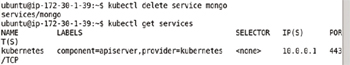 ubuntu@ip-172-30-1-39:~$ kubectl delete service mongo
services/mongo
ubuntu@ip-172-30-1-39:~$ kubectl get services
NAME LABELS SELECTOR IP(S) POR
T(S)
kubernetes component=apiserver,provider=kubernetes <none> 10.0.0.1 443
/TCP